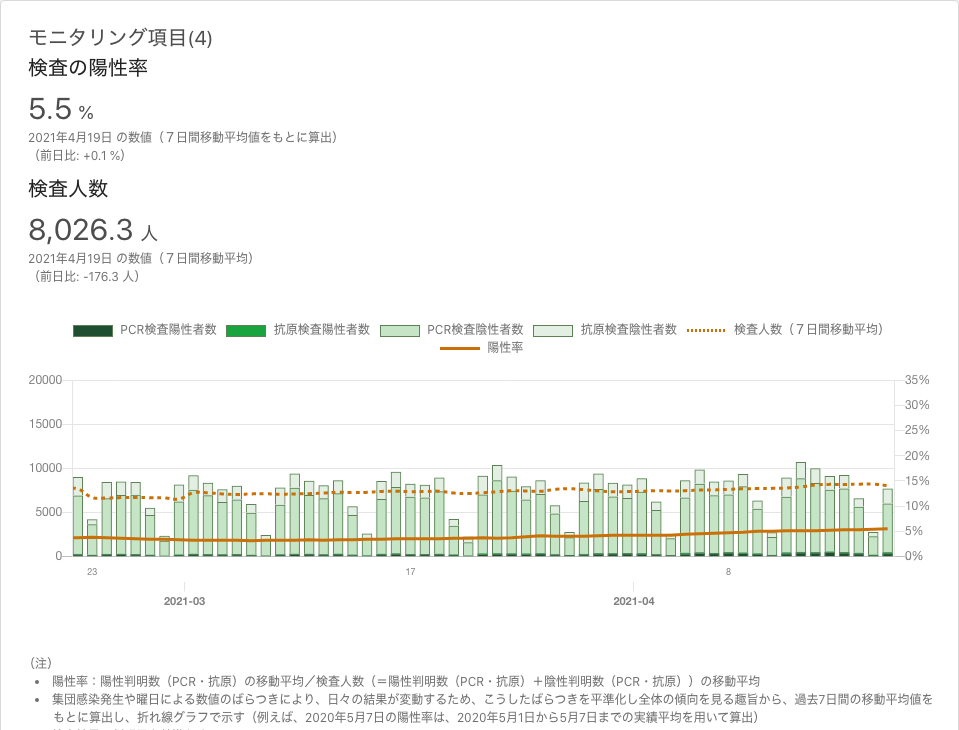 モニタリング項目(4)
検査の陽性率
5.5 %
2021年4月19日 の数値（７日間移動平均値をもとに算出）
（前日比: +0.1 %）
検査人数
8,026.3 人
2021年4月19日 の数値（７日間移動平均）
（前日比: -176.3 人）
PCR検査陽性者数 抗原検査陽性者数 PCR検査陰性者数 抗原検査陰性者数 検査人数（７日間移動平均）
陽性率
20000 35%
30%
15000 25%
20%
10000 15%
5000 10%
5%
0 0%
23 17 8
2021-03 2021-04
（注）
• 陽性率：陽性判明数（PCR・抗原）の移動平均／検査人数（＝陽性判明数（PCR・抗原）＋陰性判明数（PCR・抗原））の移動平均
• 集団感染発生や曜日による数値のばらつきにより、日々の結果が変動するため、こうしたばらつきを平準化し全体の傾向を見る趣旨から、過去7日間の移動平均値を
もとに算出し、折れ線グラフで示す（例えば、2020年5月7日の陽性率は、2020年5月1日から5月7日までの実績平均を用いて算出）